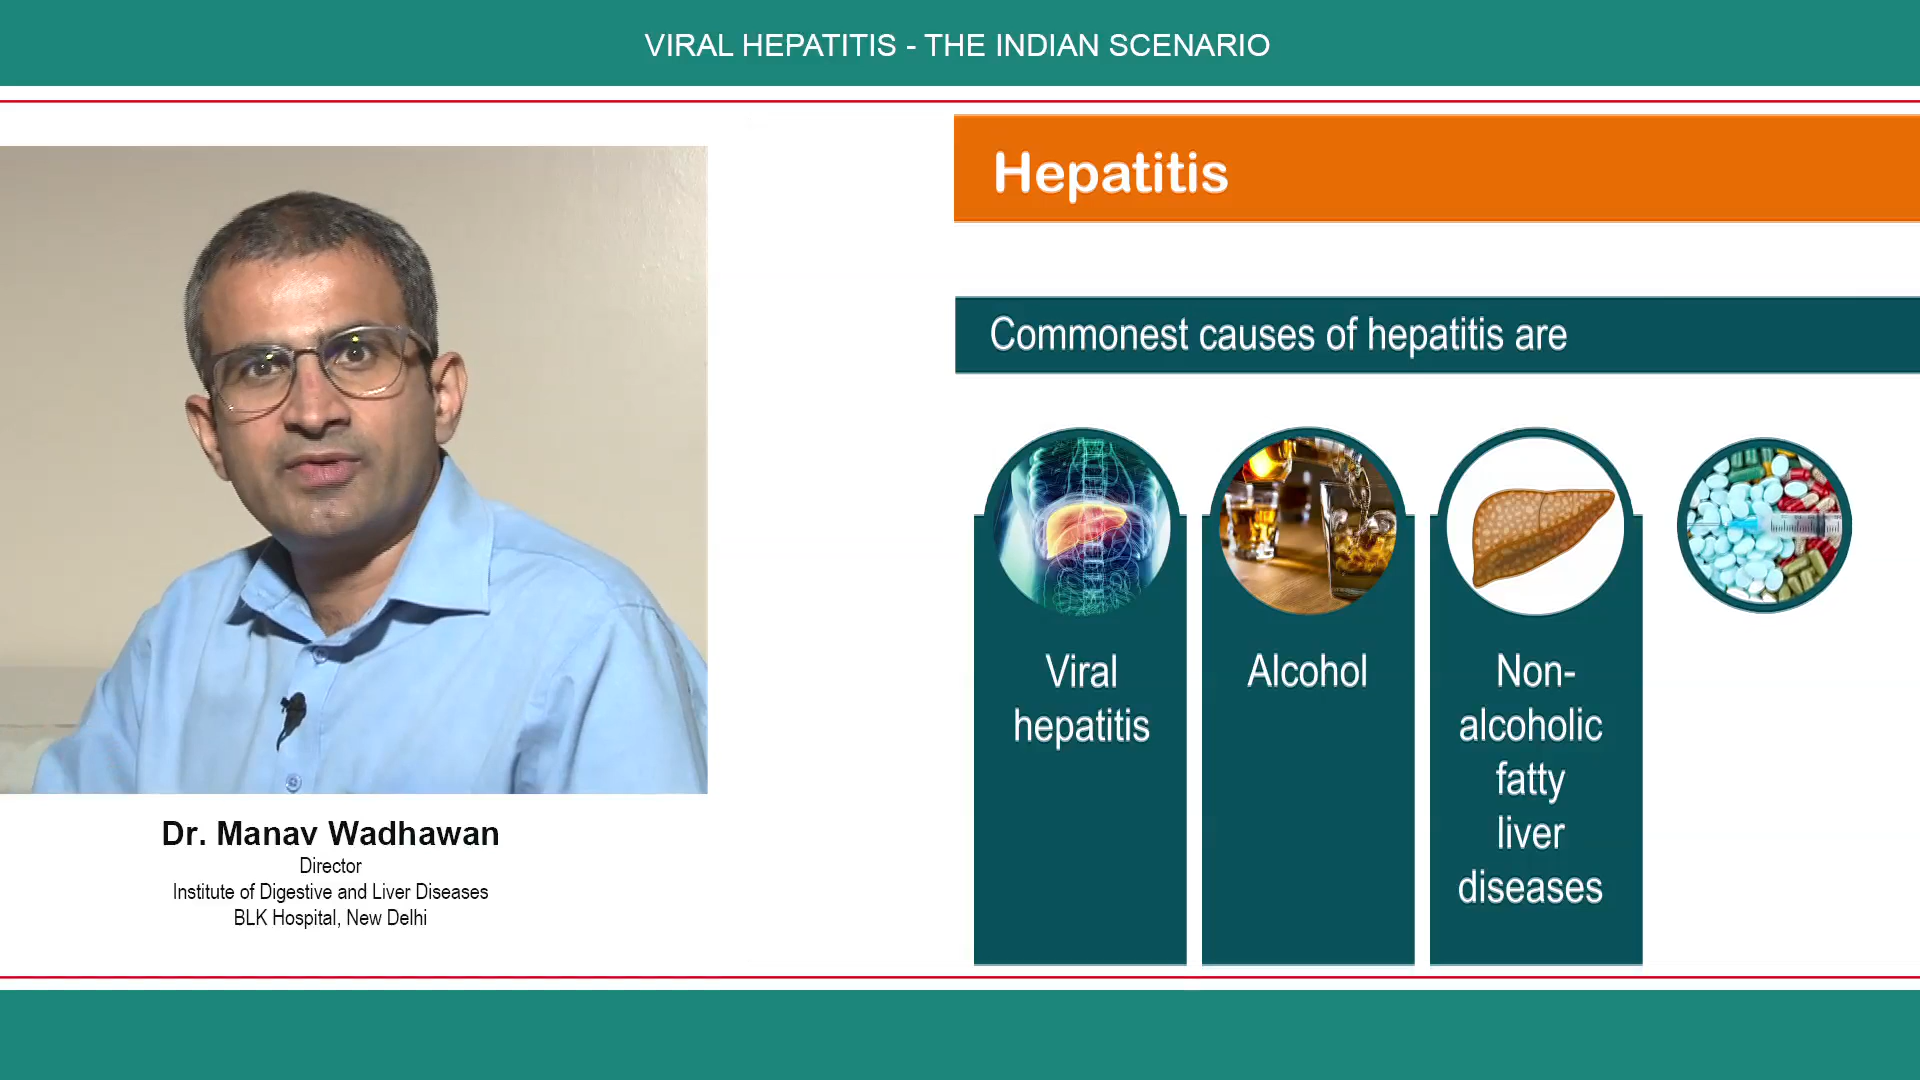 VIRAL HEPATITIS - THE INDIAN SCENARIO
Hepatitis
Commonest causes of hepatitis are
Viral
hepatitis
Alcohol
Non-
alcoholic
fatty
liver
diseases
Dr. Manav Wadhawan
Director
Institute of Digestive and Liver Diseases
BLK Hospital, New Delhi